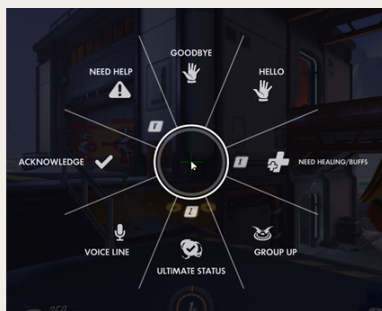 GOODBYE
NEED HELP
HELLO
V
ACKNOWLEDGE
X
NEED HEALING/BUFFS
Z
VOICE LINE
GROUP UP
ULTIMATE STATUS